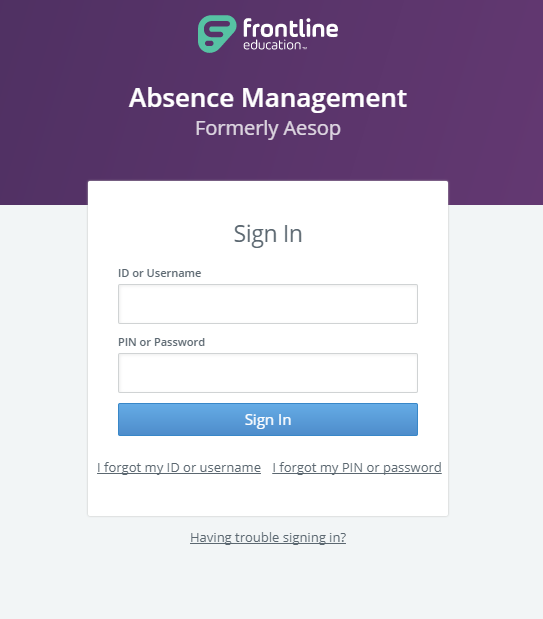 frontline
education™
Absence Management
Formerly Aesop
Sign In
ID or Username
PIN or Password
Sign In
I forgot my ID or username I forgot my PIN or password
Having trouble signing in?